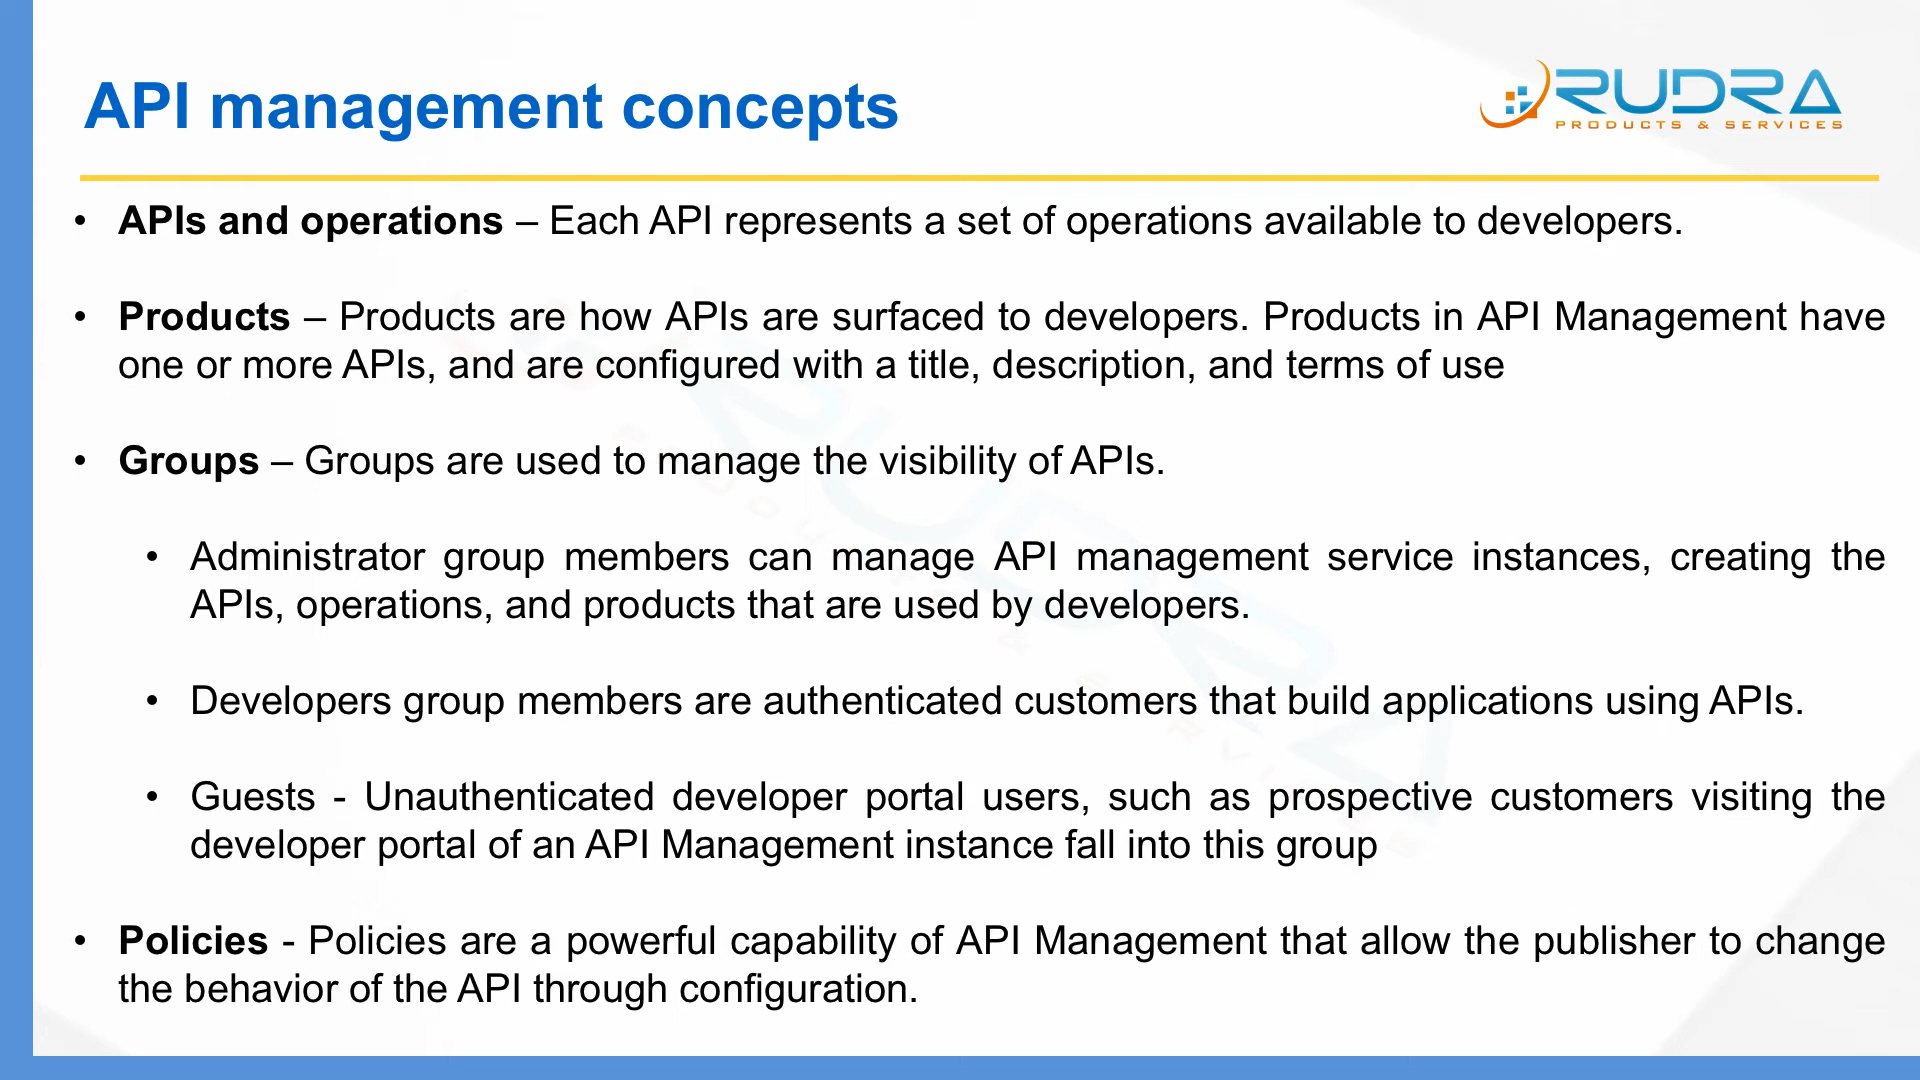 API management concepts
RUDRA
PRODUCTS & SERVICES
• APIs and operations – Each API represents a set of operations available to developers.
• Products – Products are how APIs are surfaced to developers. Products in API Management have
one or more APIs, and are configured with a title, description, and terms of use
• Groups – Groups are used to manage the visibility of APIs.
• Administrator group members can manage API management service instances, creating the
APIs, operations, and products that are used by developers.
• Developers group members are authenticated customers that build applications using APIs.
• Guests - Unauthenticated developer portal users, such as prospective customers visiting the
developer portal of an API Management instance fall into this group
• Policies - Policies are a powerful capability of API Management that allow the publisher to change
the behavior of the API through configuration.